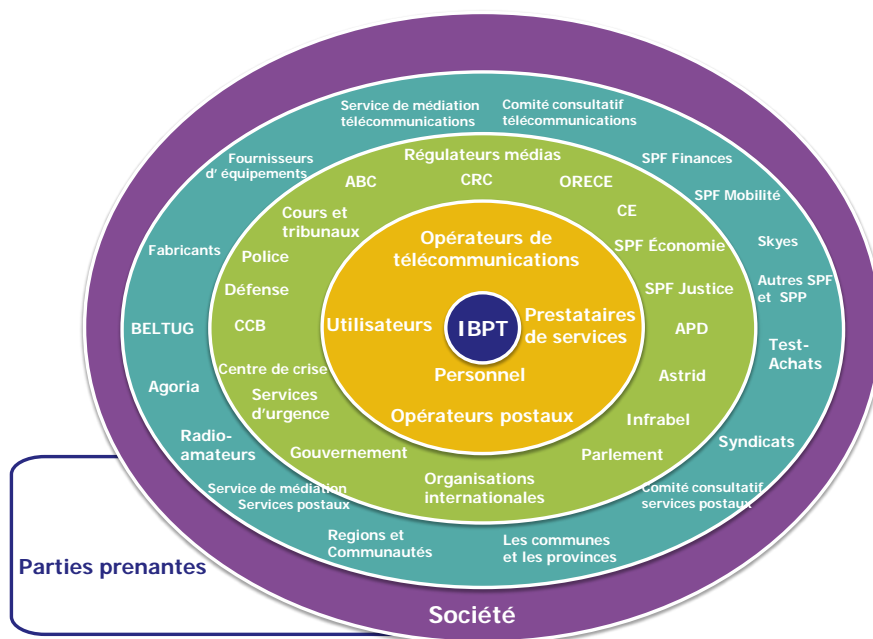 Service de médiation
télécommunications
Comité consultatif
télécommunications
Fournisseurs
d' équipements
Régulateurs médias
SPF Finances
ABC
CRC
ORECE
SPF Mobilité
Cours et
tribunaux
CE
Fabricants
Opérateurs de
télécommunications
SPF Économie
Skyes
Police
Défense
SPF Justice
Autres SPF
et SPP
BELTUG
CCB
Utilisateurs
IBPT
Prestataires
de services
APD
Test-
Achats
Centre de crise
Personnel
Astrid
Agoria
Services
d'urgence
Opérateurs postaux
Infrabel
Radio-
amateurs
Gouvernement
Parlement
Syndicats
Service de médiation
Services postaux
Organisations
internationales
Comité consultatif
services postaux
Regions et
Communautés
Les communes
et les provinces
Parties prenantes
Société